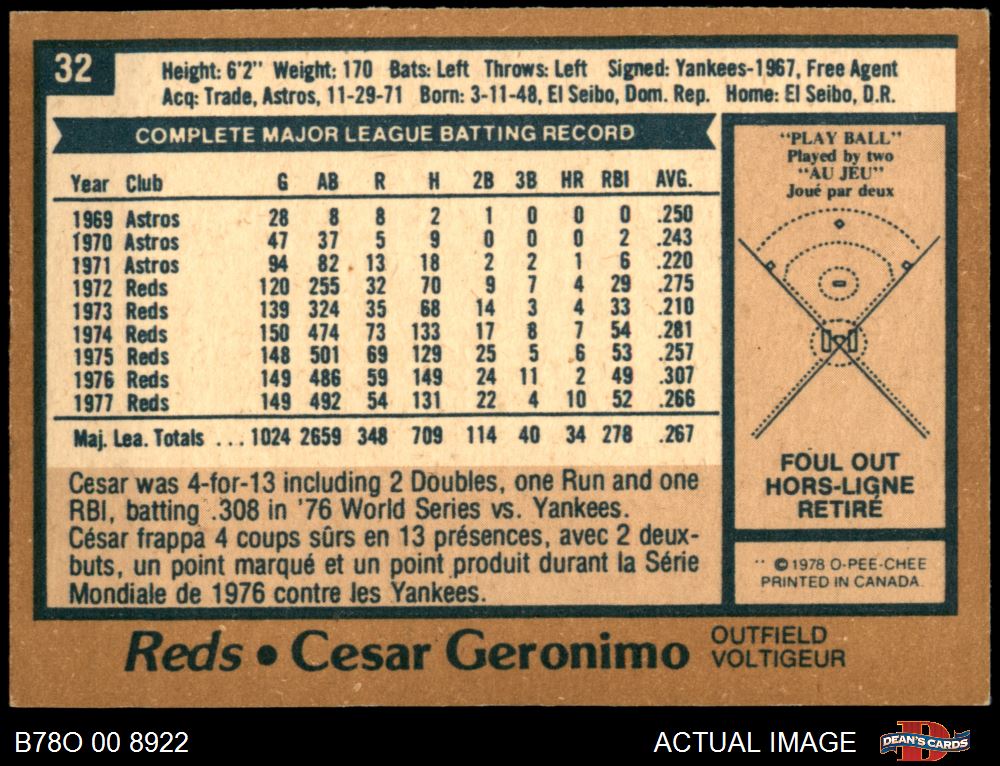 32
Height: 6'2" Weight: 170 Bats: Left Throws: Left Signed: Yankees-1967, Free Agent
Acq: Trade, Astros, 11-29-71 Born: 3-11-48, El Seibo, Dom. Rep. Home: El Seibo, D.R.
COMPLETE MAJOR LEAGUE BATTING RECORD
Year Club G AB R H 2B 3B HR RBI AVG.
1969 Astros 28 8 8 2 1 0 0 0 .250
1970 Astros 47 37 5 9 0 0 0 2 .243
1971 Astros 94 82 13 18 2 2 1 6 .220
1972 Reds 120 255 32 70 9 7 4 29 .275
1973 Reds 139 324 35 68 14 3 4 33 .210
1974 Reds 150 474 73 133 17 8 7 54 .281
1975 Reds 148 501 69 129 25 5 6 53 .257
1976 Reds 149 486 59 149 24 11 2 49 .307
1977 Reds 149 492 54 131 22 4 10 52 .266
Maj. Lea. Totals ... 1024 2659 348 709 114 40 34 278 .267
Cesar was 4-for-13 including 2 Doubles, one Run and one
RBI, batting .308 in '76 World Series vs. Yankees.
César frappa 4 coups sûrs en 13 présences, avec 2 deux-
buts, un point marqué et un point produit durant la Série
Mondiale de 1976 contre les Yankees.
"PLAY BALL"
Played by two
"AU JEU"
Joué par deux
FOUL OUT
HORS-LIGNE
RETIRÉ
** © 1978 O-PEE-CHEE
PRINTED IN CANADA.
Reds • Cesar Geronimo
OUTFIELD
VOLTIGEUR
B78O 00 8922
ACTUAL IMAGE
D
DEAN'S CARDS